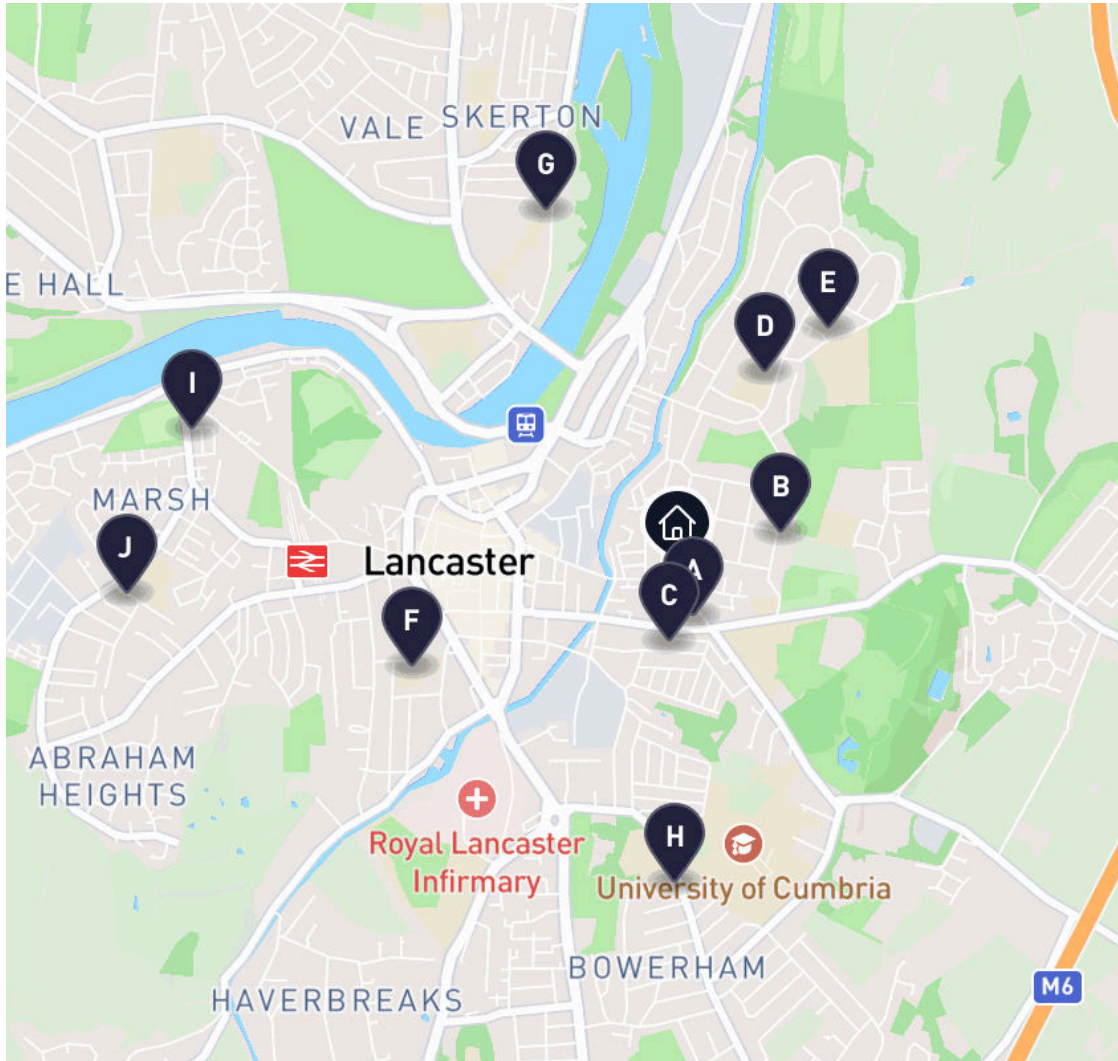 VALE
SKERTON
G
E HALL
E
D
I
MARSH
B
J
Lancaster
A
C
F
ABRAHAM
HEIGHTS
Royal Lancaster
Infirmary
H
University of Cumbria
BOWERHAM
HAVERBREAKS
M6